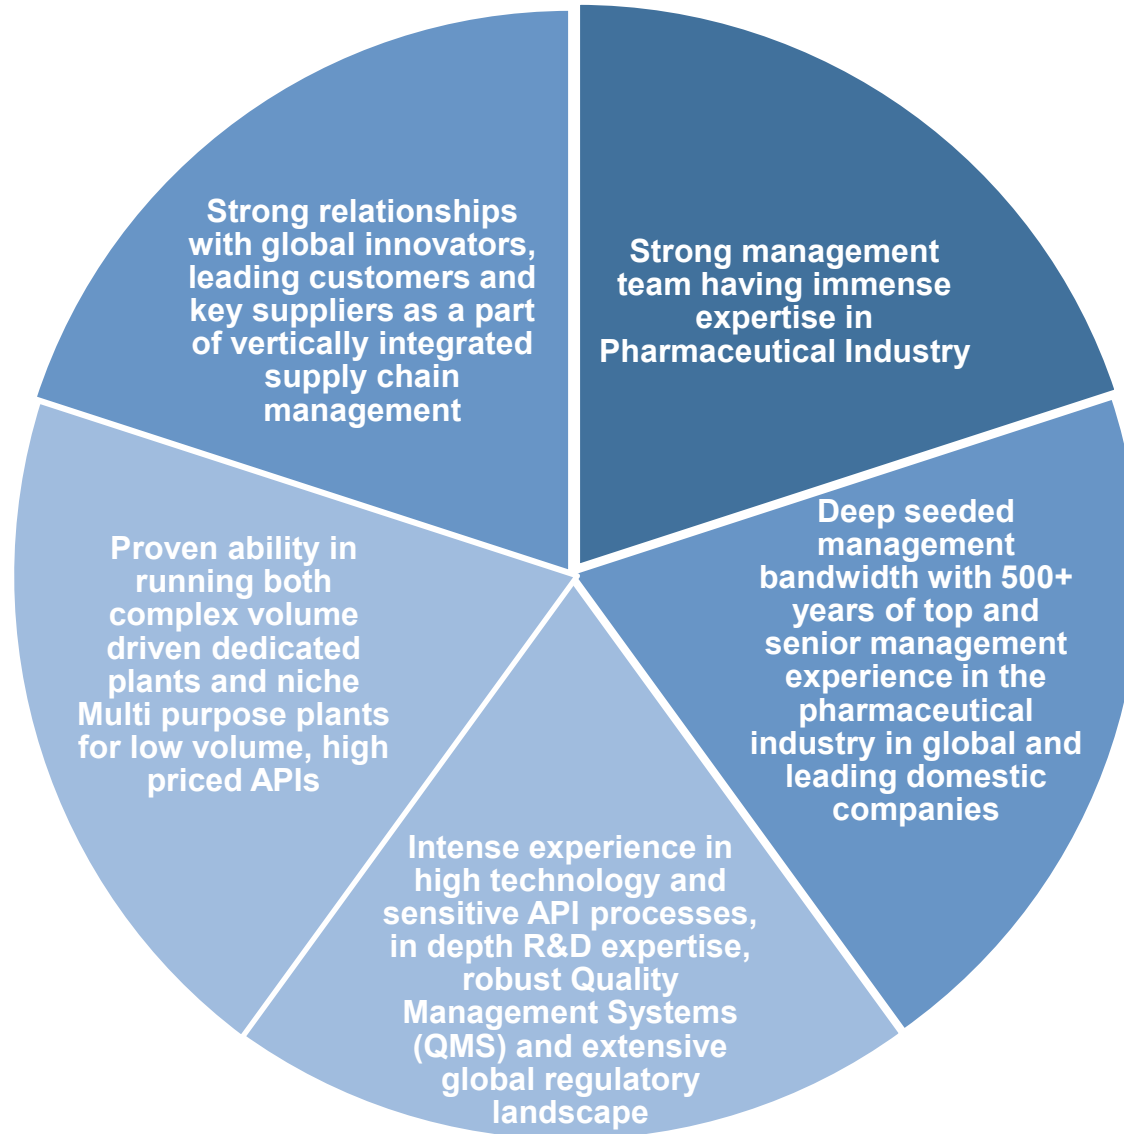 Strong relationships
with global innovators,
leading customers and
key suppliers as a part
of vertically integrated
supply chain
management
Strong management
team having immense
expertise in
Pharmaceutical Industry
Deep seeded
management
bandwidth with 500+
years of top and
senior management
experience in the
pharmaceutical
industry in global and
leading domestic
companies
Proven ability in
running both
complex volume
driven dedicated
plants and niche
Multi purpose plants
for low volume, high
priced APIs
Intense experience in
high technology and
sensitive API processes,
in depth R&D expertise,
robust Quality
Management Systems
(QMS) and extensive
global regulatory
landscape